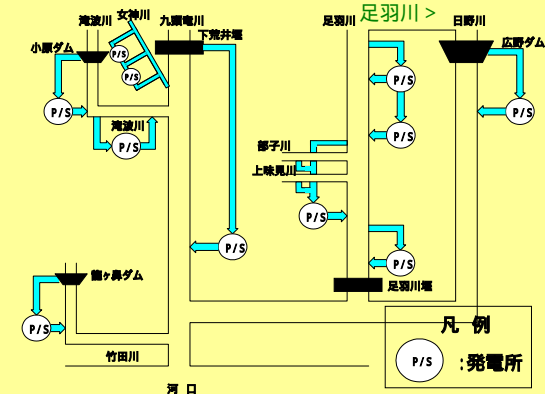 足羽川 >
滝波川
女神川
九頭竜川
足羽川
日野川
小原ダム
下荒井堰
広野ダム
P/S
P/S
P/S
P/S
P/S
P/S
滝波川
P/S
P/S
部子川
上味見川
P/S
P/S
P/S
龍ヶ鼻ダム
足羽川堰
P/S
竹田川
凡 例
P/S :発電所
河 口